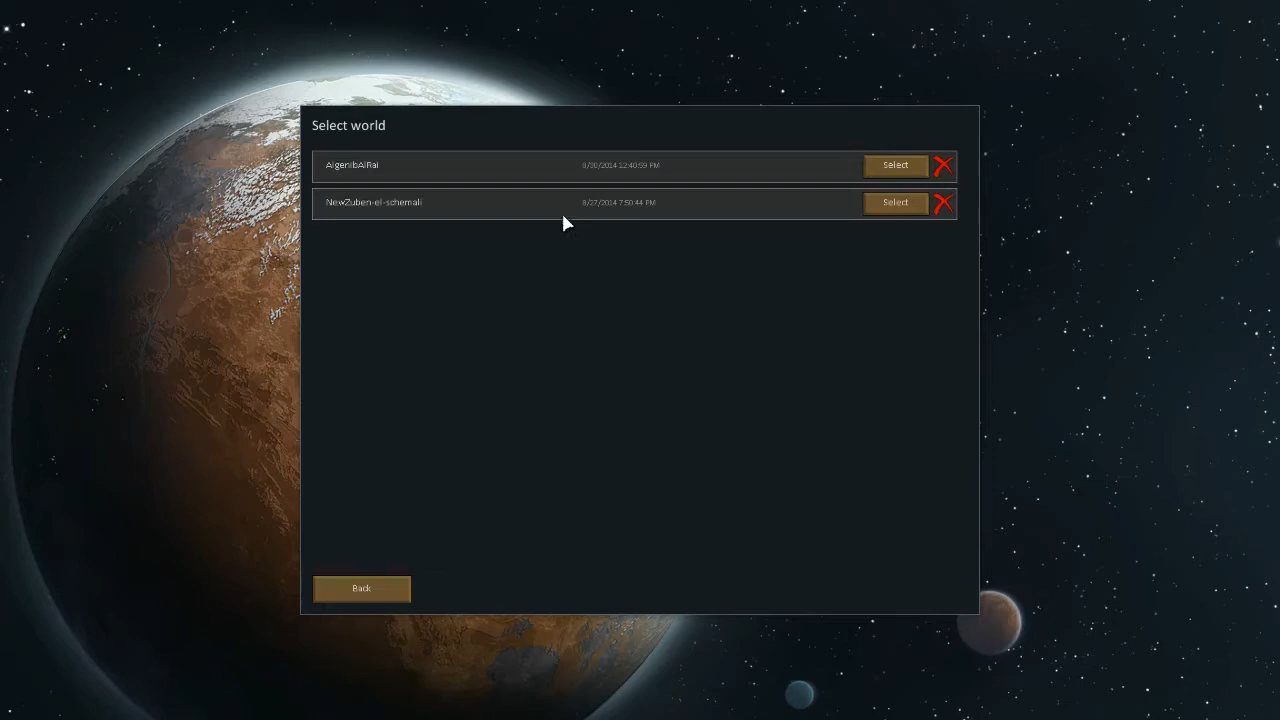 Select world
AlgenibAlRai 8/30/2014 12:40:59 PM Select
NewZuben-el-schemali 8/27/2014 7:50:44 PM Select
Back